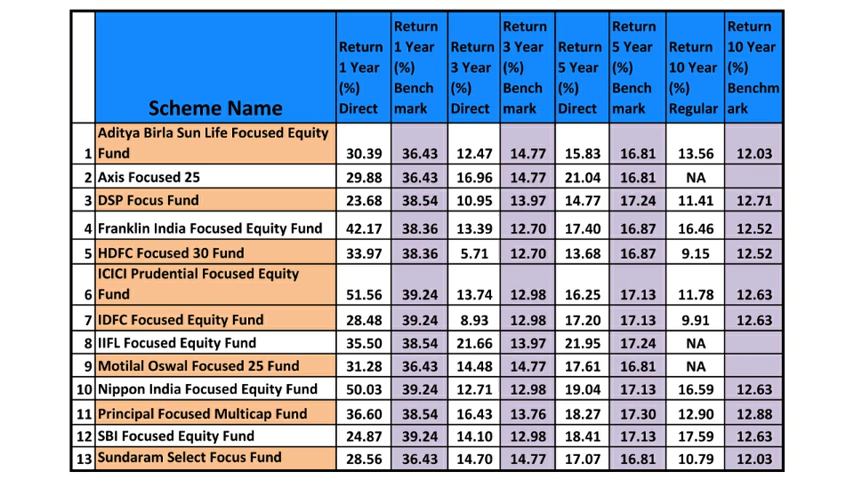 Scheme Name Return 1 Year (%) Direct Return 1 Year (%) Bench mark Return 3 Year (%) Direct Return 3 Year (%) Bench mark Return 5 Year (%) Direct Return 5 Year (%) Bench mark Return 10 Year (%) Regular Return 10 Year (%) Benchm ark
1 Aditya Birla Sun Life Focused Equity Fund 30.39 36.43 12.47 14.77 15.83 16.81 13.56 12.03
2 Axis Focused 25 29.88 36.43 16.96 14.77 21.04 16.81 NA
3 DSP Focus Fund 23.68 38.54 10.95 13.97 14.77 17.24 11.41 12.71
4 Franklin India Focused Equity Fund 42.17 38.36 13.39 12.70 17.40 16.87 16.46 12.52
5 HDFC Focused 30 Fund 33.97 38.36 5.71 12.70 13.68 16.87 9.15 12.52
6 ICICI Prudential Focused Equity Fund 51.56 39.24 13.74 12.98 16.25 17.13 11.78 12.63
7 IDFC Focused Equity Fund 28.48 39.24 8.93 12.98 17.20 17.13 9.91 12.63
8 IIFL Focused Equity Fund 35.50 38.54 21.66 13.97 21.95 17.24 NA
9 Motilal Oswal Focused 25 Fund 31.28 36.43 14.48 14.77 17.61 16.81 NA
10 Nippon India Focused Equity Fund 50.03 39.24 12.71 12.98 19.04 17.13 16.59 12.63
11 Principal Focused Multicap Fund 36.60 38.54 16.43 13.76 18.27 17.30 12.90 12.88
12 SBI Focused Equity Fund 24.87 39.24 14.10 12.98 18.41 17.13 17.59 12.63
13 Sundaram Select Focus Fund 28.56 36.43 14.70 14.77 17.07 16.81 10.79 12.03